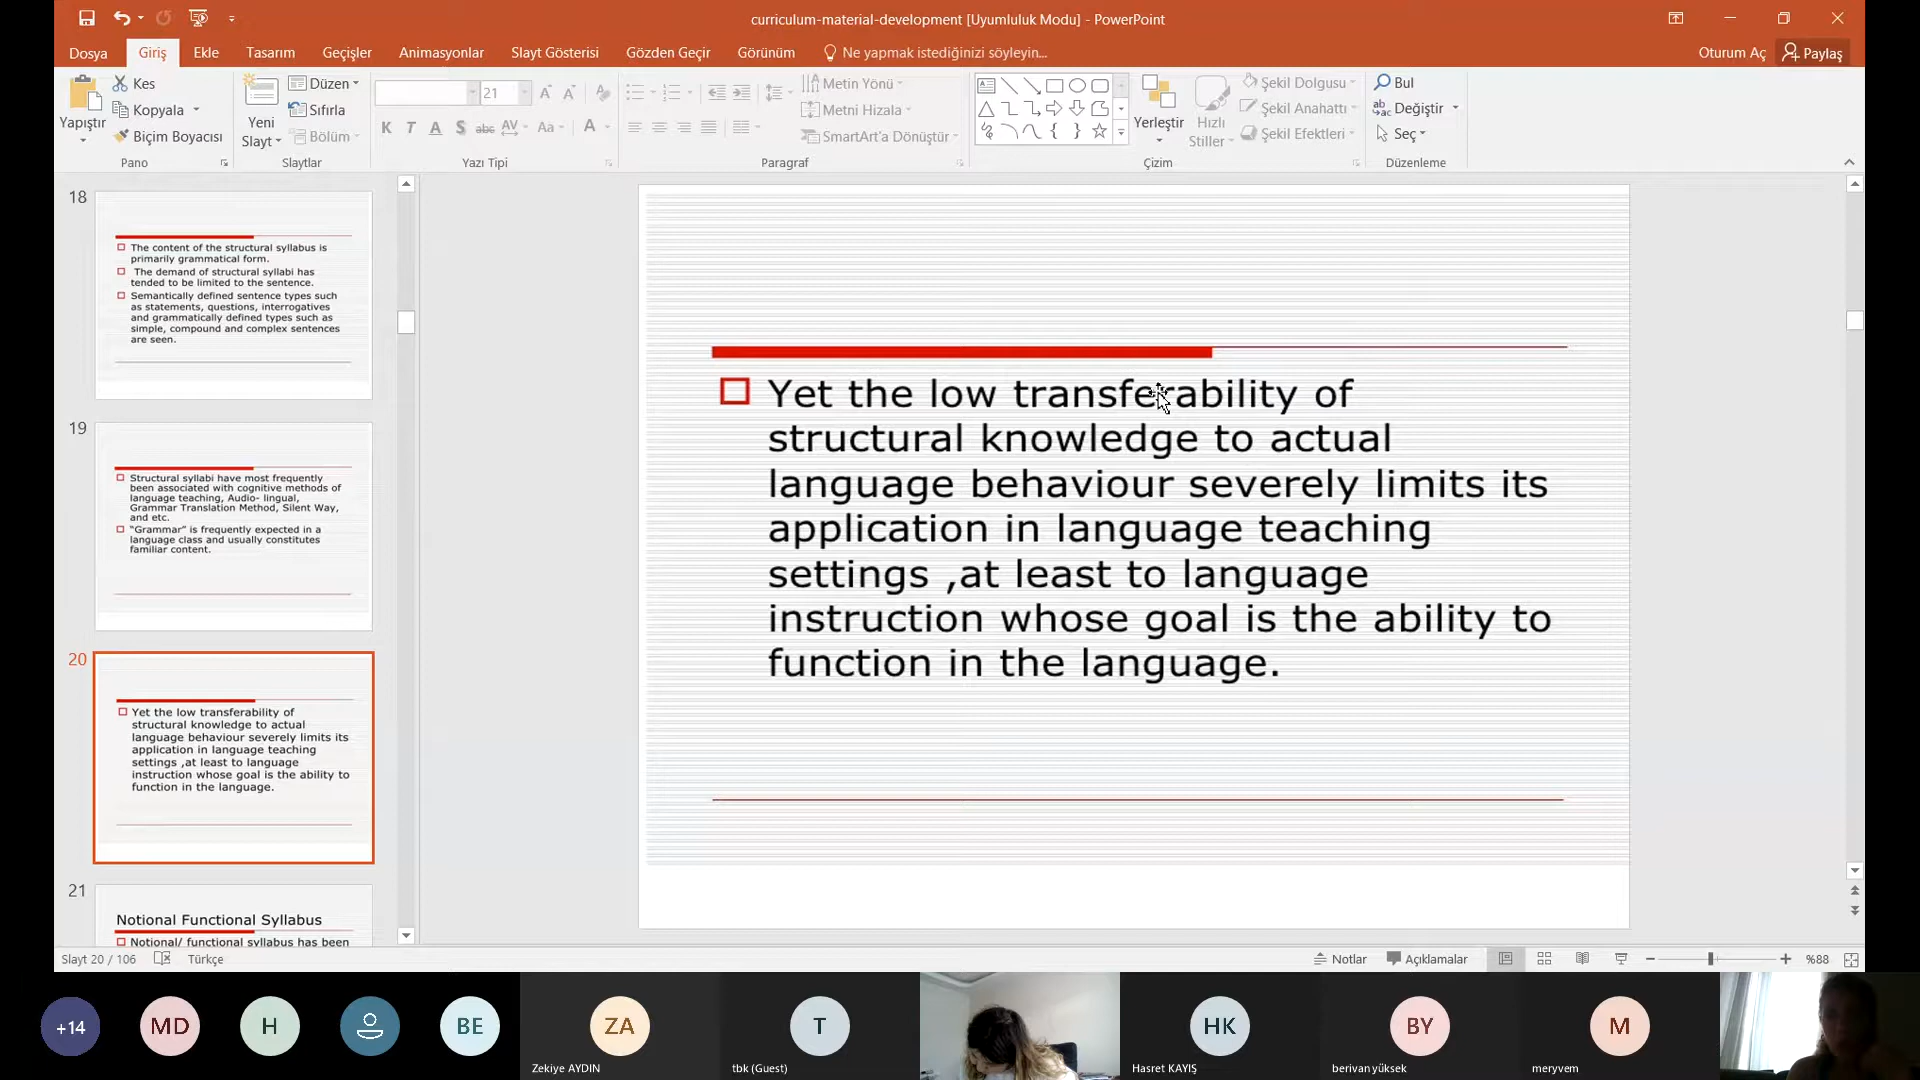 curriculum-material-development [Uyumluluk Modu] - PowerPoint
Dosya Giriş Ekle Tasarım Geçişler Animasyonlar Slayt Gösterisi Gözden Geçir Görünüm Ne yapmak istediğinizi söyleyin... Oturum Aç Paylaş
Yapıştır
Kes
Kopyala
Biçim Boyacısı
Pano
Yeni
Slayt
Düzen
Sıfırla
Bölüm
Slaytlar
21
K T A S abc AV Aa A
Yazı Tipi
Metin Yönü
Metni Hizala
SmartArt'a Dönüştür
Paragraf
Yerleştir
Hızlı
Stiller
Şekil Dolgusu
Şekil Anahattı
Şekil Efektleri
Çizim
Bul
Değiştir
Seç
Düzenleme
18
The content of the structural syllabus is
primarily grammatical form.
The demand of structural syllabi has
tended to be limited to the sentence.
Semantically defined sentence types such
as statements, questions, interrogatives
and grammatically defined types such as
simple, compound and complex sentences
are seen.
19
Structural syllabi have most frequently
been associated with cognitive methods of
language teaching, Audio- lingual,
Grammar Translation Method, Silent Way,
and etc.
"Grammar" is frequently expected in a
language class and usually constitutes
familiar content.
20
Yet the low transferability of
structural knowledge to actual
language behaviour severely limits its
application in language teaching
settings ,at least to language
instruction whose goal is the ability to
function in the language.
21
Notional Functional Syllabus
Notional/ functional syllabus has been
Yet the low transferability of
structural knowledge to actual
language behaviour severely limits its
application in language teaching
settings ,at least to language
instruction whose goal is the ability to
function in the language.
Slayt 20 / 106 Türkçe Notlar Açıklamalar %88
+14 MD H BE ZA T HK BY M
Zekiye AYDIN tbk (Guest) Hasret KAYIŞ berivan yüksek meryvem